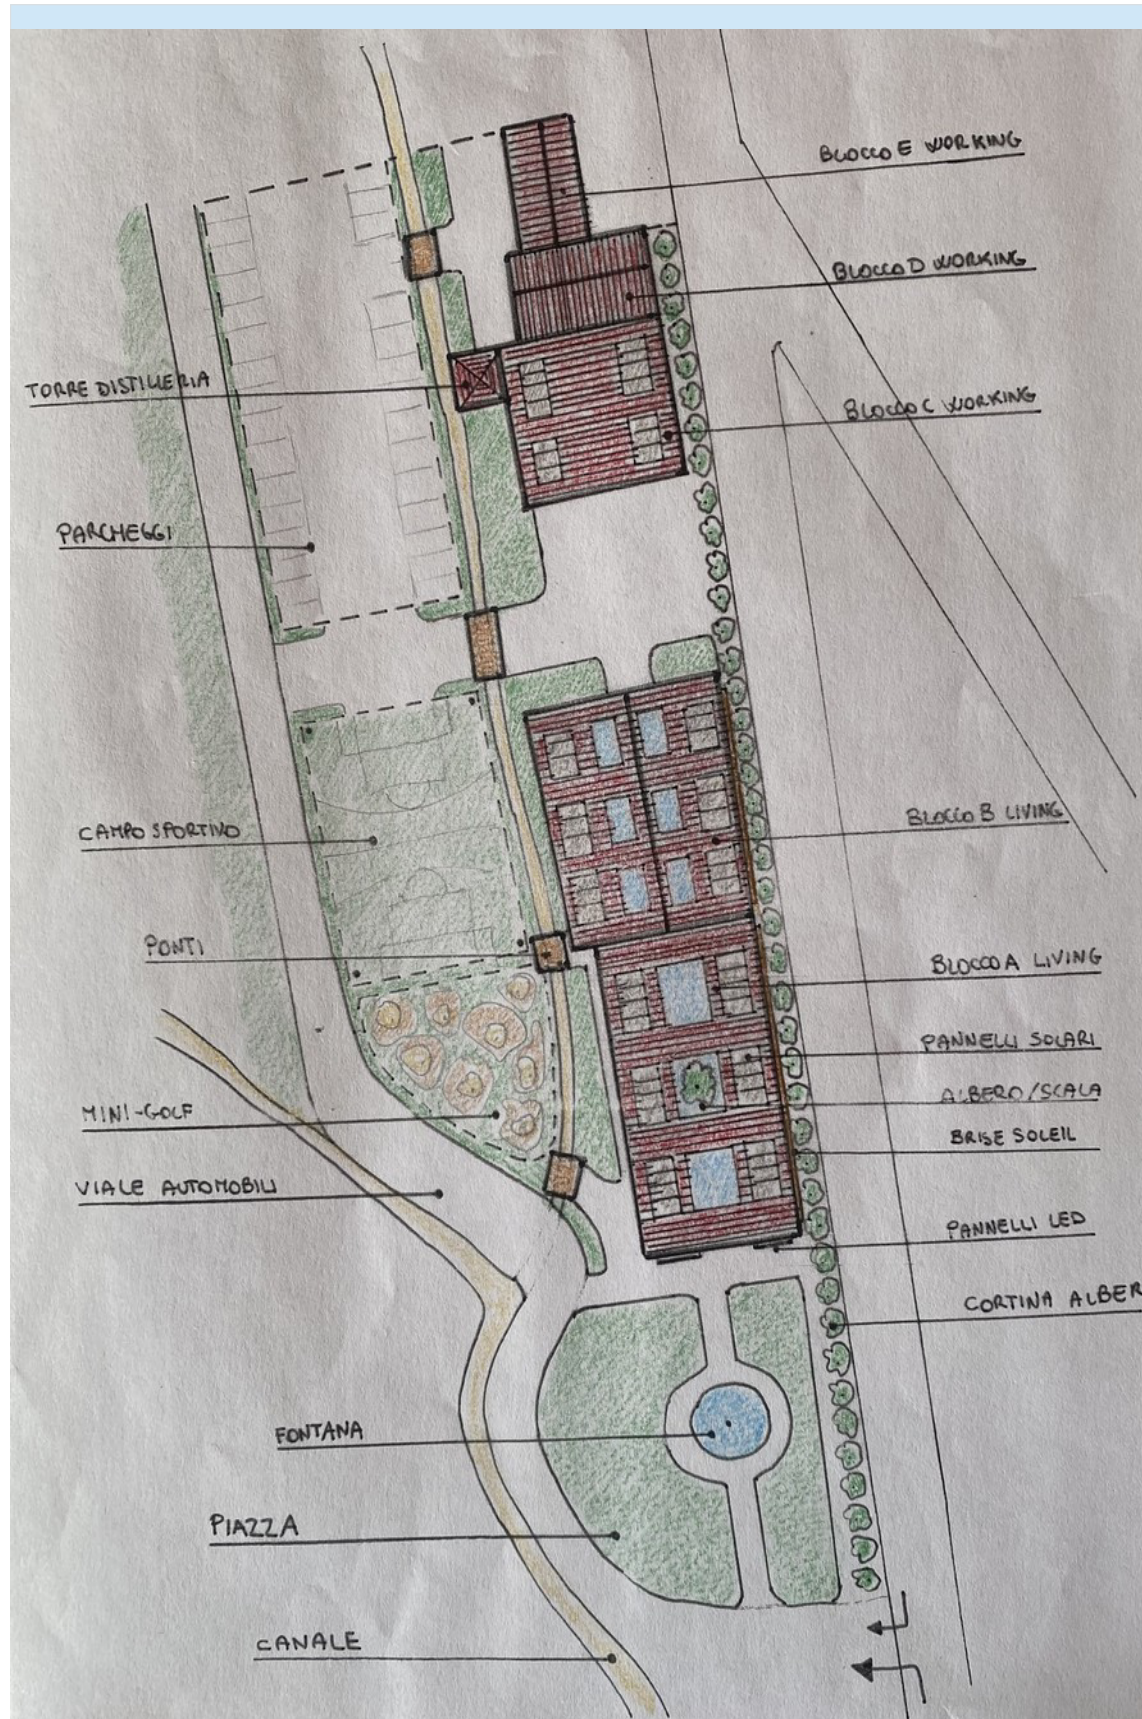 BLOCCO E WORKING
BLOCCO D WORKING
TORRE DISTILLERIA
BLOCCO C WORKING
PARCHEGGI
CAMPO SPORTIVO
BLOCCO B LIVING
PONTI
BLOCCO A LIVING
PANNELLI SOLARI
ALBERO/SCALA
MINI-GOLF
BRISE SOLEIL
VIALE AUTOMOBILI
PANNELLI LED
CORTINA ALBER
FONTANA
PIAZZA
CANALE